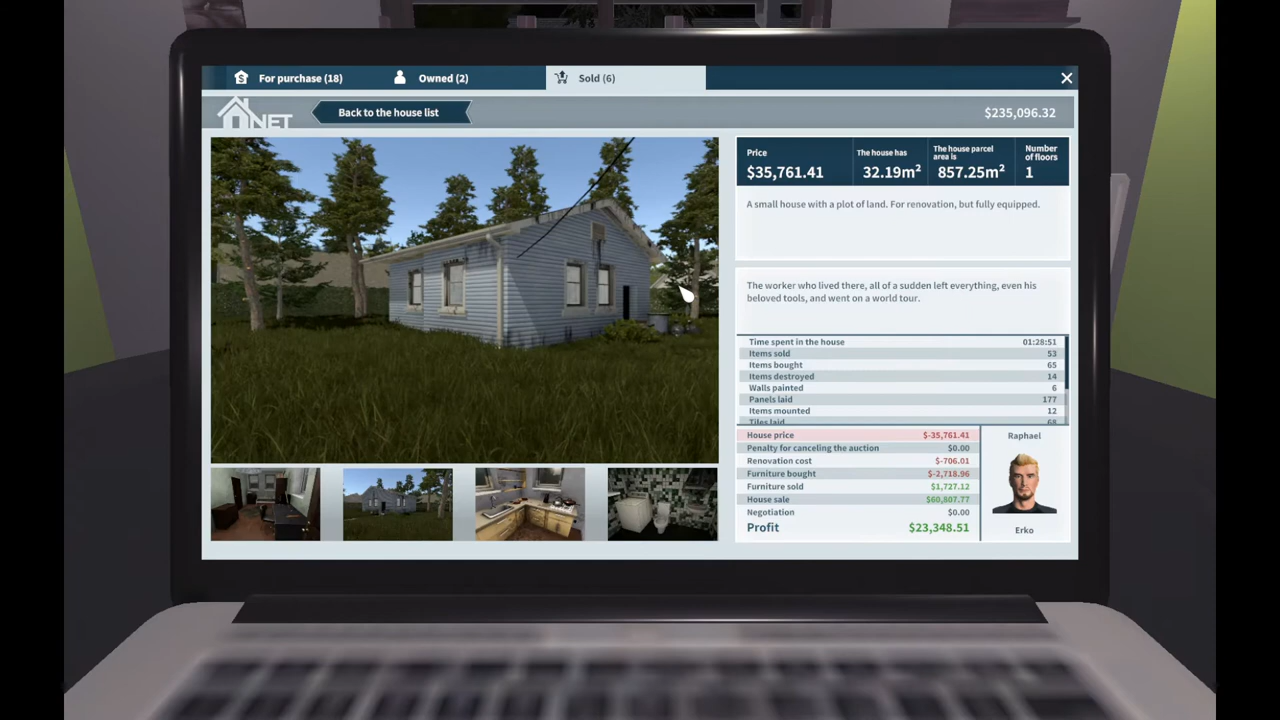 For purchase (18)
Owned (2)
Sold (6)
NET
Back to the house list
$235,096.32
Price
$35,761.41
The house has
32.19m²
The house parcel
area is
857.25m²
Number
of floors
1
A small house with a plot of land. For renovation, but fully equipped.
The worker who lived there, all of a sudden left everything, even his
beloved tools, and went on a world tour.
Time spent in the house 01:28:51
Items sold 53
Items bought 65
Items destroyed 14
Walls painted 6
Panels laid 177
Items mounted 12
Tiles laid 68
House price $-35,761.41
Penalty for canceling the auction $0.00
Renovation cost $-706.01
Furniture bought $-2,718.96
Furniture sold $1,727.12
House sale $60,807.77
Negotiation $0.00
Profit $23,348.51
Raphael
Erko